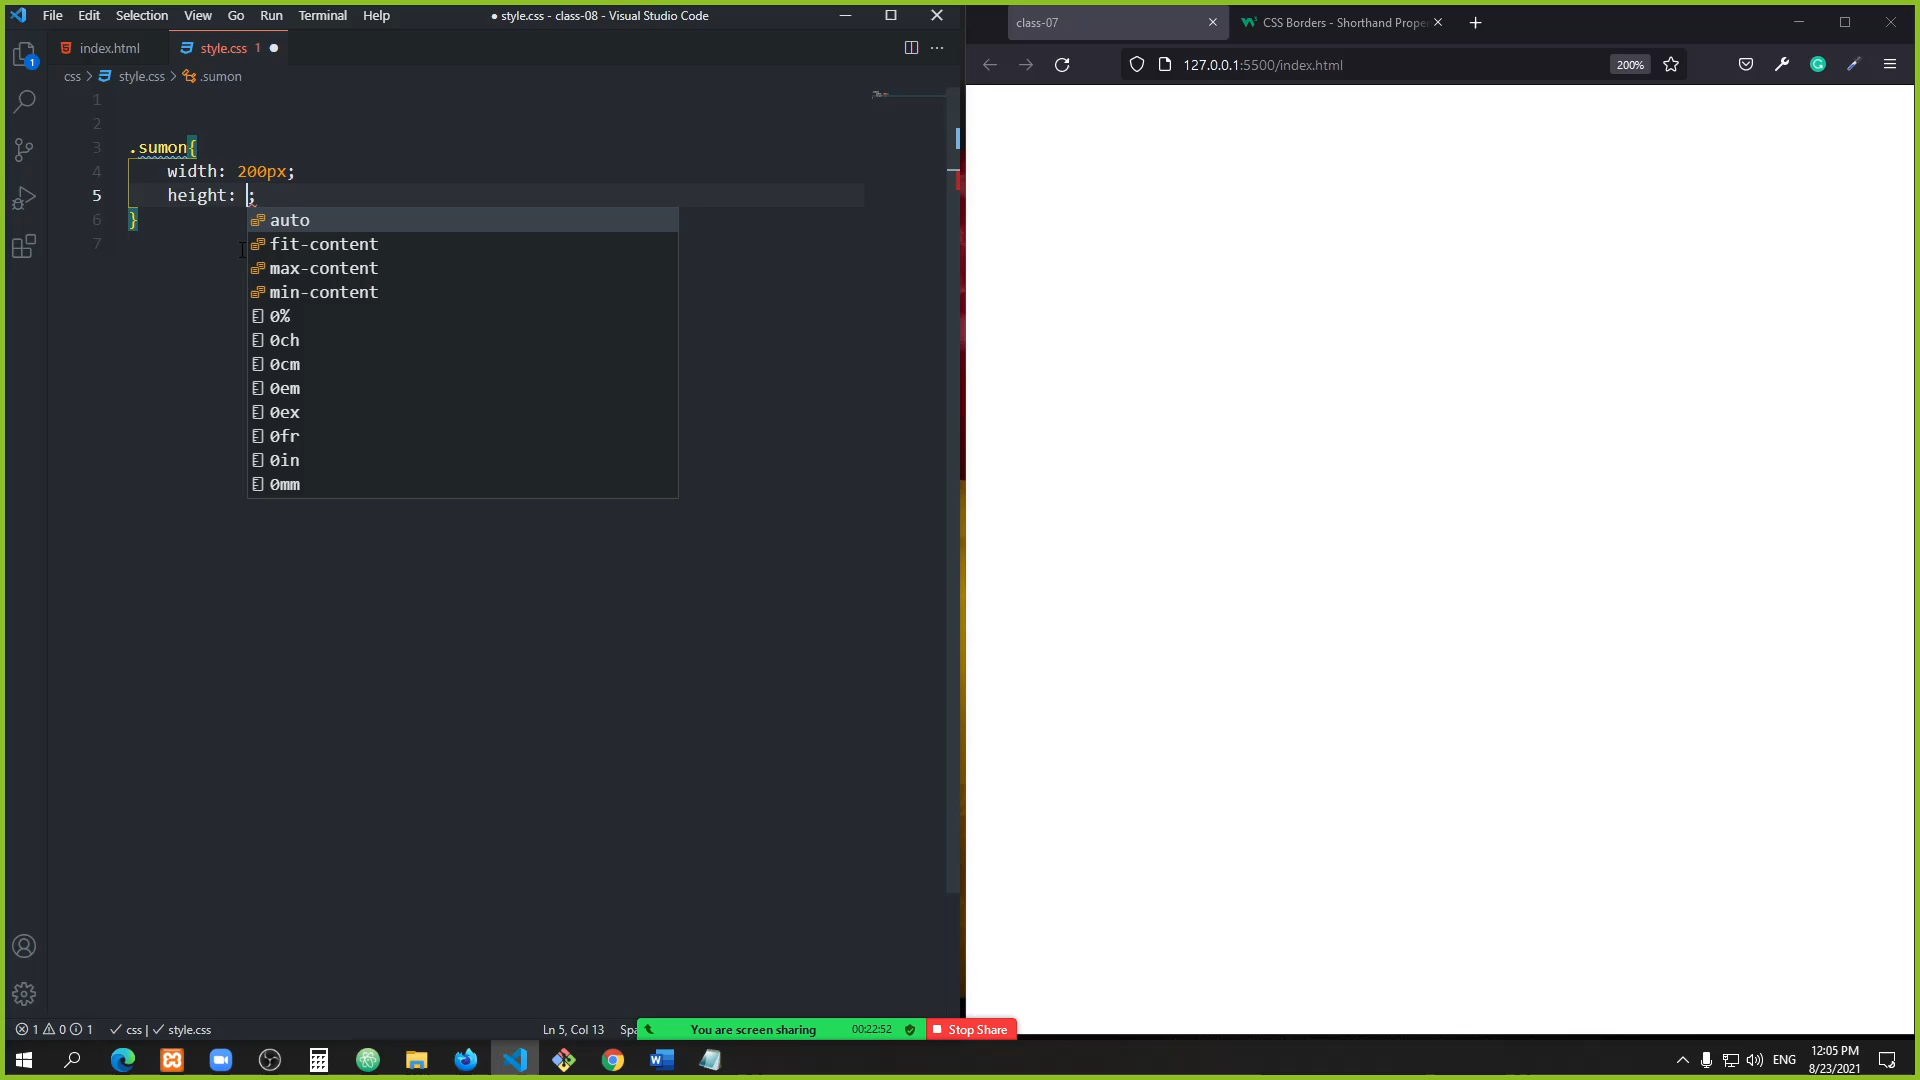 File Edit Selection View Go Run Terminal Help
● style.css - class-08 - Visual Studio Code
index.html
style.css 1
css > style.css > .sumon
1
2
3 .sumon{
4 width: 200px;
5 height: ;
6 }
7
auto
fit-content
max-content
min-content
0%
0ch
0cm
0em
0ex
0fr
0in
0mm
1
1 0 1 css | style.css
Ln 5, Col 13
You are screen sharing 00:22:52 Stop Share
class-07
CSS Borders - Shorthand Prope
127.0.0.1:5500/index.html
200%
ENG
12:05 PM
8/23/2021